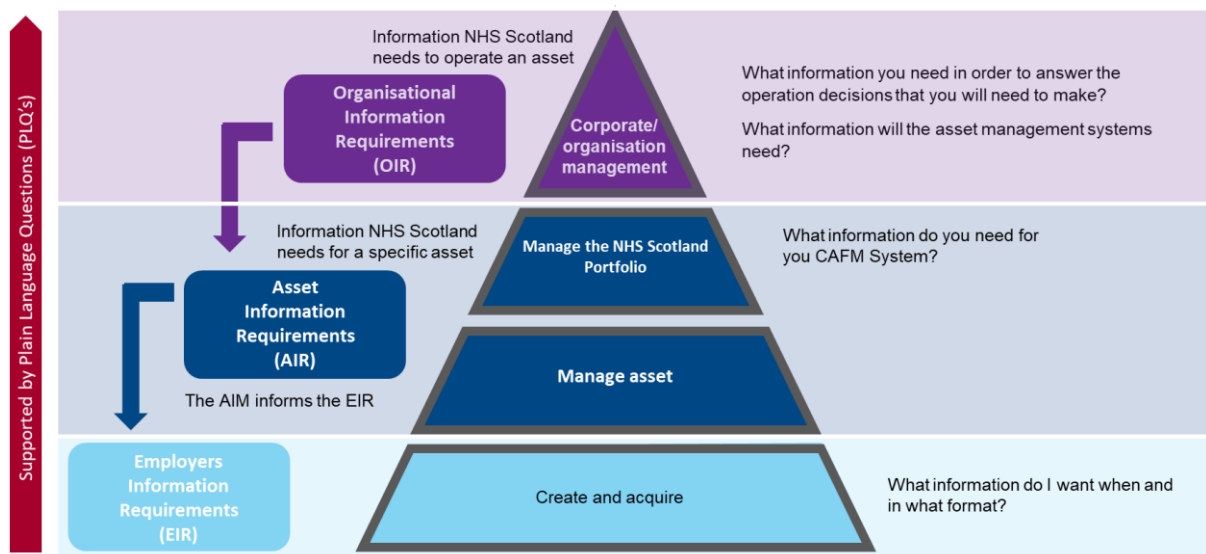 Supported by Plain Language Questions (PLQ's)
Information NHS Scotland
needs to operate an asset
Organisational
Information
Requirements
(OIR)
Corporate/
organisation
management
What information you need in order to answer the
operation decisions that you will need to make?
What information will the asset management systems
need?
Information NHS Scotland
needs for a specific asset
Manage the NHS Scotland
Portfolio
What information do you need for
you CAFM System?
Asset
Information
Requirements
(AIR)
Manage asset
The AIM informs the EIR
Employers
Information
Requirements
(EIR)
Create and acquire
What information do I want when and
in what format?